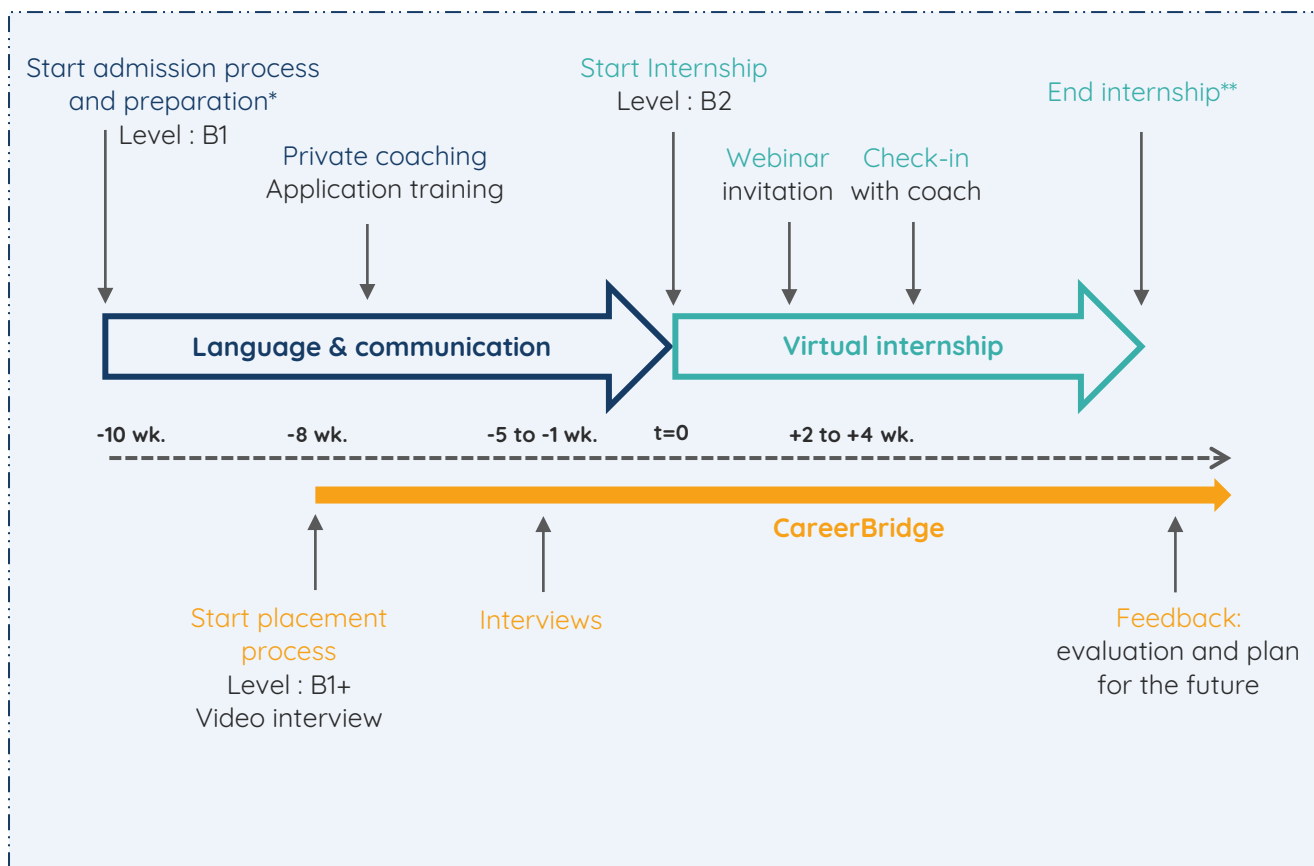 Start admission process
and preparation*
Level : B1
Private coaching
Application training
Start Internship
Level : B2
Webinar
invitation
Check-in
with coach
End internship**
Language & communication
Virtual internship
-10 wk.
-8 wk.
-5 to -1 wk.
t=0
+2 to +4 wk.
CareerBridge
Start placement
process
Level : B1+
Video interview
Interviews
Feedback:
evaluation and plan
for the future